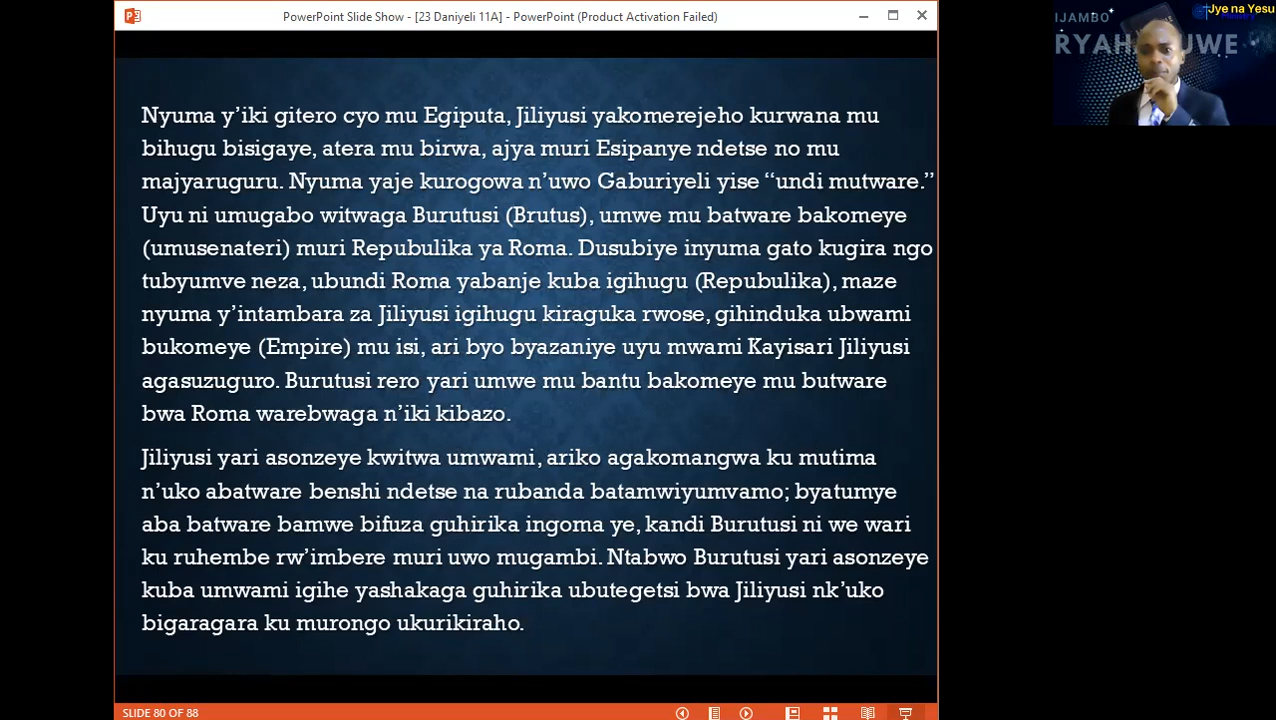 PowerPoint Slide Show - [23 Daniyeli 11A] - PowerPoint (Product Activation Failed)
Jye na Yesu
IJAMBO
Nyuma y’iki gitero cyo mu Egiputa, Jiliyusi yakomerejeho kurwana mu
bihugu bisigaye, atera mu birwa, ajya muri Esipanye ndetse no mu
majyaruguru. Nyuma yaje kurogowa n’uwo Gaburiyeli yise “undi mutware.”
Uyu ni umugabo witwaga Burutusi (Brutus), umwe mu batware bakomeye
(umusenateri) muri Repubulika ya Roma. Dusubiye inyuma gato kugira ngo
tubyumve neza, ubundi Roma yabanje kuba igihugu (Repubulika), maze
nyuma y’intambara za Jiliyusi igihugu kiraguka rwose, gihinduka ubwami
bukomeye (Empire) mu isi, ari byo byazaniye uyu mwami Kayisari Jiliyusi
agasuzuguro. Burutusi rero yari umwe mu bantu bakomeye mu butware
bwa Roma warebwaga n’iki kibazo.
Jiliyusi yari asonzeye kwitwa umwami, ariko agakomangwa ku mutima
n’uko abatware benshi ndetse na rubanda batamwiyumvamo; byatumye
aba batware bamwe bifuza guhirika ingoma ye, kandi Burutusi ni we wari
ku ruhembe rw’imbere muri uwo mugambi. Ntabwo Burutusi yari asonzeye
kuba umwami igihe yashakaga guhirika ubutegetsi bwa Jiliyusi nk’uko
bigaragara ku murongo ukurikiraho.
SLIDE 80 OF 88